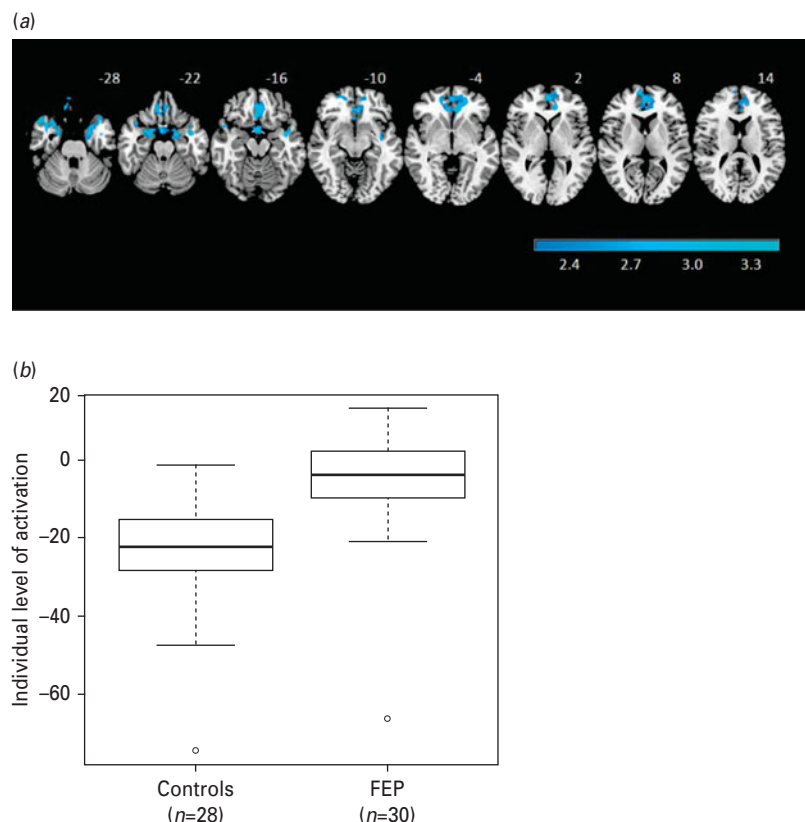 (a)
-28 -22 -16 -10 -4 2 8 14
2.4 2.7 3.0 3.3
(b)
20
0
–20
–40
–60
Individual level of activation
Controls FEP
(n=28) (n=30)